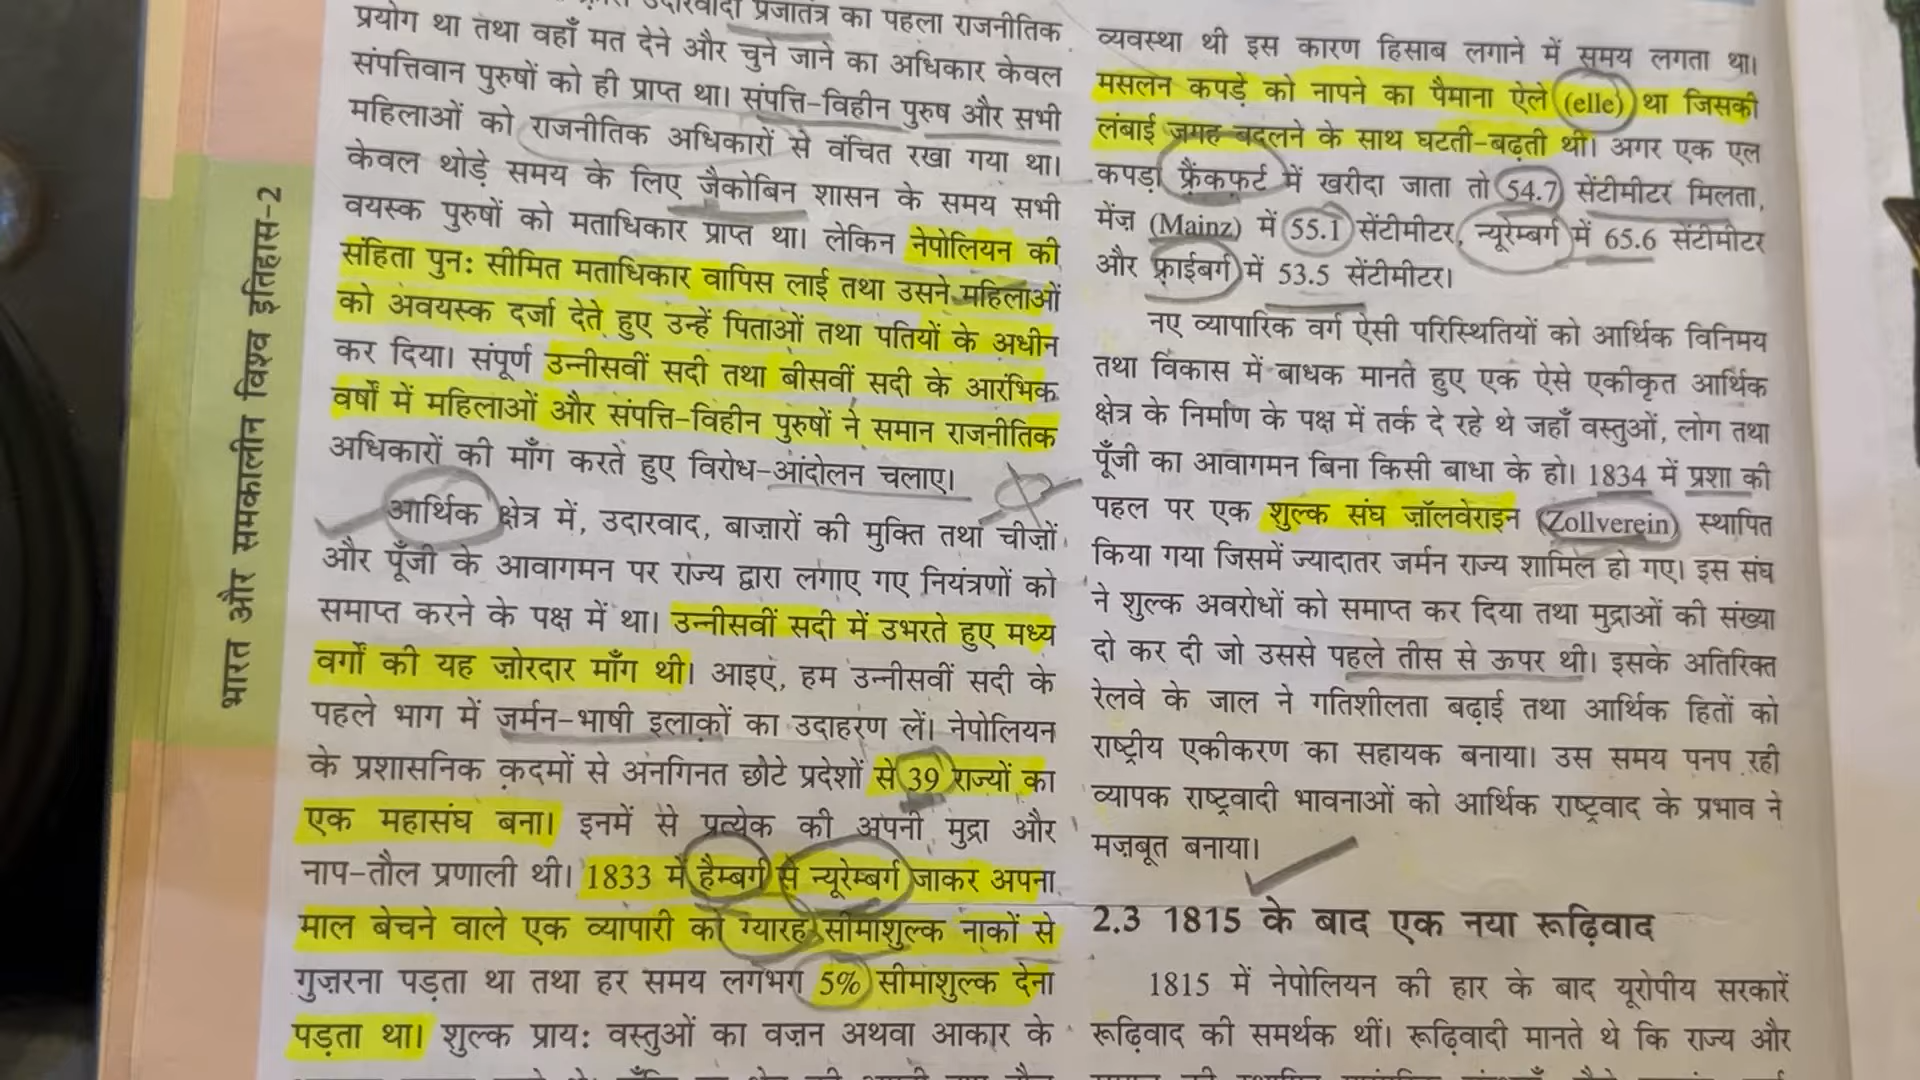 उदारवादी प्रजातंत्र का पहला राजनीतिक
प्रयोग था तथा वहाँ मत देने और चुने जाने का अधिकार केवल
संपत्तिवान पुरुषों को ही प्राप्त था। संपत्ति-विहीन पुरुष और सभी
महिलाओं को राजनीतिक अधिकारों से वंचित रखा गया था।
केवल थोड़े समय के लिए जैकोबिन शासन के समय सभी
वयस्क पुरुषों को मताधिकार प्राप्त था। लेकिन नेपोलियन की
संहिता पुन: सीमित मताधिकार वापिस लाई तथा उसने महिलाओं
को अवयस्क दर्जा देते हुए उन्हें पिताओं तथा पतियों के अधीन
कर दिया। संपूर्ण उन्नीसवीं सदी तथा बीसवीं सदी के आरंभिक
वर्षों में महिलाओं और संपत्ति-विहीन पुरुषों ने समान राजनीतिक
अधिकारों की माँग करते हुए विरोध-आंदोलन चलाए।
आर्थिक क्षेत्र में, उदारवाद, बाज़ारों की मुक्ति तथा चीज़ों
और पूँजी के आवागमन पर राज्य द्वारा लगाए गए नियंत्रणों को
समाप्त करने के पक्ष में था। उन्नीसवीं सदी में उभरते हुए मध्य
वर्गों की यह ज़ोरदार माँग थी। आइए, हम उन्नीसवीं सदी के
पहले भाग में जर्मन-भाषी इलाक़ों का उदाहरण लें। नेपोलियन
के प्रशासनिक क़दमों से अनगिनत छोटे प्रदेशों से 39 राज्यों का
एक महासंघ बना। इनमें से प्रत्येक की अपनी मुद्रा और
नाप-तौल प्रणाली थी। 1833 में हैम्बर्ग से न्यूरेम्बर्ग जाकर अपना
माल बेचने वाले एक व्यापारी को ग्यारह सीमाशुल्क नाकों से
गुज़रना पड़ता था तथा हर समय लगभग 5% सीमाशुल्क देना
पड़ता था। शुल्क प्राय: वस्तुओं का वज़न अथवा आकार के
व्यवस्था थी इस कारण हिसाब लगाने में समय लगता था।
मसलन कपड़े को नापने का पैमाना ऐले (elle) था जिसकी
लंबाई जगह बदलने के साथ घटती-बढ़ती थी। अगर एक एल
कपड़ा फ्रैंकफ़र्ट में खरीदा जाता तो 54.7 सेंटीमीटर मिलता,
मेंज़ (Mainz) में 55.1 सेंटीमीटर, न्यूरेम्बर्ग में 65.6 सेंटीमीटर
और फ्राईबर्ग में 53.5 सेंटीमीटर।
नए व्यापारिक वर्ग ऐसी परिस्थितियों को आर्थिक विनिमय
तथा विकास में बाधक मानते हुए एक ऐसे एकीकृत आर्थिक
क्षेत्र के निर्माण के पक्ष में तर्क दे रहे थे जहाँ वस्तुओं, लोग तथा
पूँजी का आवागमन बिना किसी बाधा के हो। 1834 में प्रशा की
पहल पर एक शुल्क संघ ज़ॉलवेराइन (Zollverein) स्थापित
किया गया जिसमें ज्यादातर जर्मन राज्य शामिल हो गए। इस संघ
ने शुल्क अवरोधों को समाप्त कर दिया तथा मुद्राओं की संख्या
दो कर दी जो उससे पहले तीस से ऊपर थी। इसके अतिरिक्त
रेलवे के जाल ने गतिशीलता बढ़ाई तथा आर्थिक हितों को
राष्ट्रीय एकीकरण का सहायक बनाया। उस समय पनप रही
व्यापक राष्ट्रवादी भावनाओं को आर्थिक राष्ट्रवाद के प्रभाव ने
मज़बूत बनाया।
2.3 1815 के बाद एक नया रूढ़िवाद
1815 में नेपोलियन की हार के बाद यूरोपीय सरकारें
रूढ़िवाद की समर्थक थीं। रूढ़िवादी मानते थे कि राज्य और
भारत और समकालीन विश्व इतिहास-2